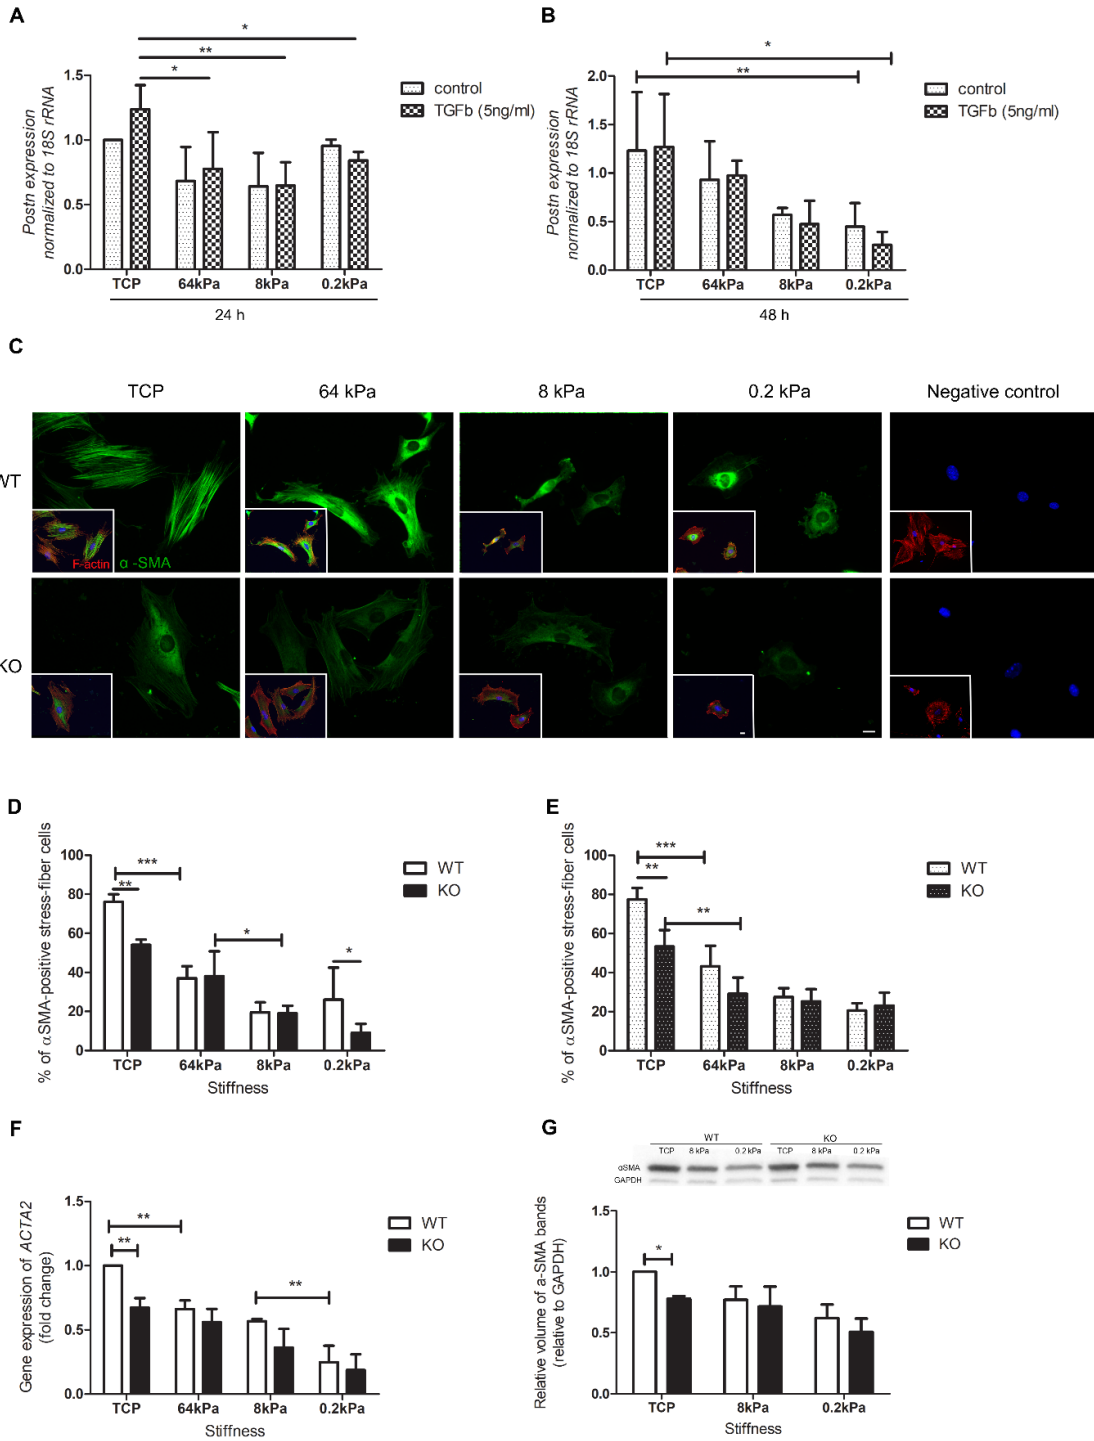 A
B
*
**
*
Postn expression
normalized to 18S rRNA
1.5
1.0
0.5
0.0
TCP 64kPa 8kPa 0.2kPa
24 h
control
TGFb (5ng/ml)
*
**
Postn expression
normalized to 18S rRNA
2.0
1.5
1.0
0.5
0.0
TCP 64kPa 8kPa 0.2kPa
48 h
control
TGFb (5ng/ml)
C
TCP 64 kPa 8 kPa 0.2 kPa Negative control
WT
F-actin α -SMA
KO
D
% of αSMA-positive stress-fiber cells
100
80
60
40
20
0
***
**
*
*
TCP 64kPa 8kPa 0.2kPa
Stiffness
WT
KO
E
% of αSMA-positive stress-fiber cells
100
80
60
40
20
0
***
**
**
TCP 64kPa 8kPa 0.2kPa
Stiffness
WT
KO
F
Gene expression of ACTA2
(fold change)
1.5
1.0
0.5
0.0
**
**
**
TCP 64kPa 8kPa 0.2kPa
Stiffness
WT
KO
G
WT KO
TCP 8 kPa 0.2 kPa TCP 8 kPa 0.2 kPa
αSMA
GAPDH
Relative volume of a-SMA bands
(relative to GAPDH)
1.5
1.0
0.5
0.0
*
TCP 8kPa 0.2kPa
Stiffness
WT
KO